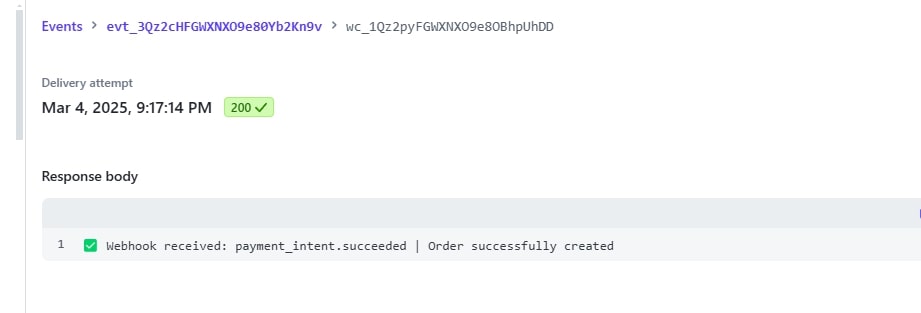 Events > evt_3Qz2cHFGWXNXO9e80Yb2Kn9v > wc_1Qz2pyFGWXNXO9e8OBhpUhDD
Delivery attempt
Mar 4, 2025, 9:17:14 PM 200 ✓
Response body
1 ✅ Webhook received: payment_intent.succeeded | Order successfully created